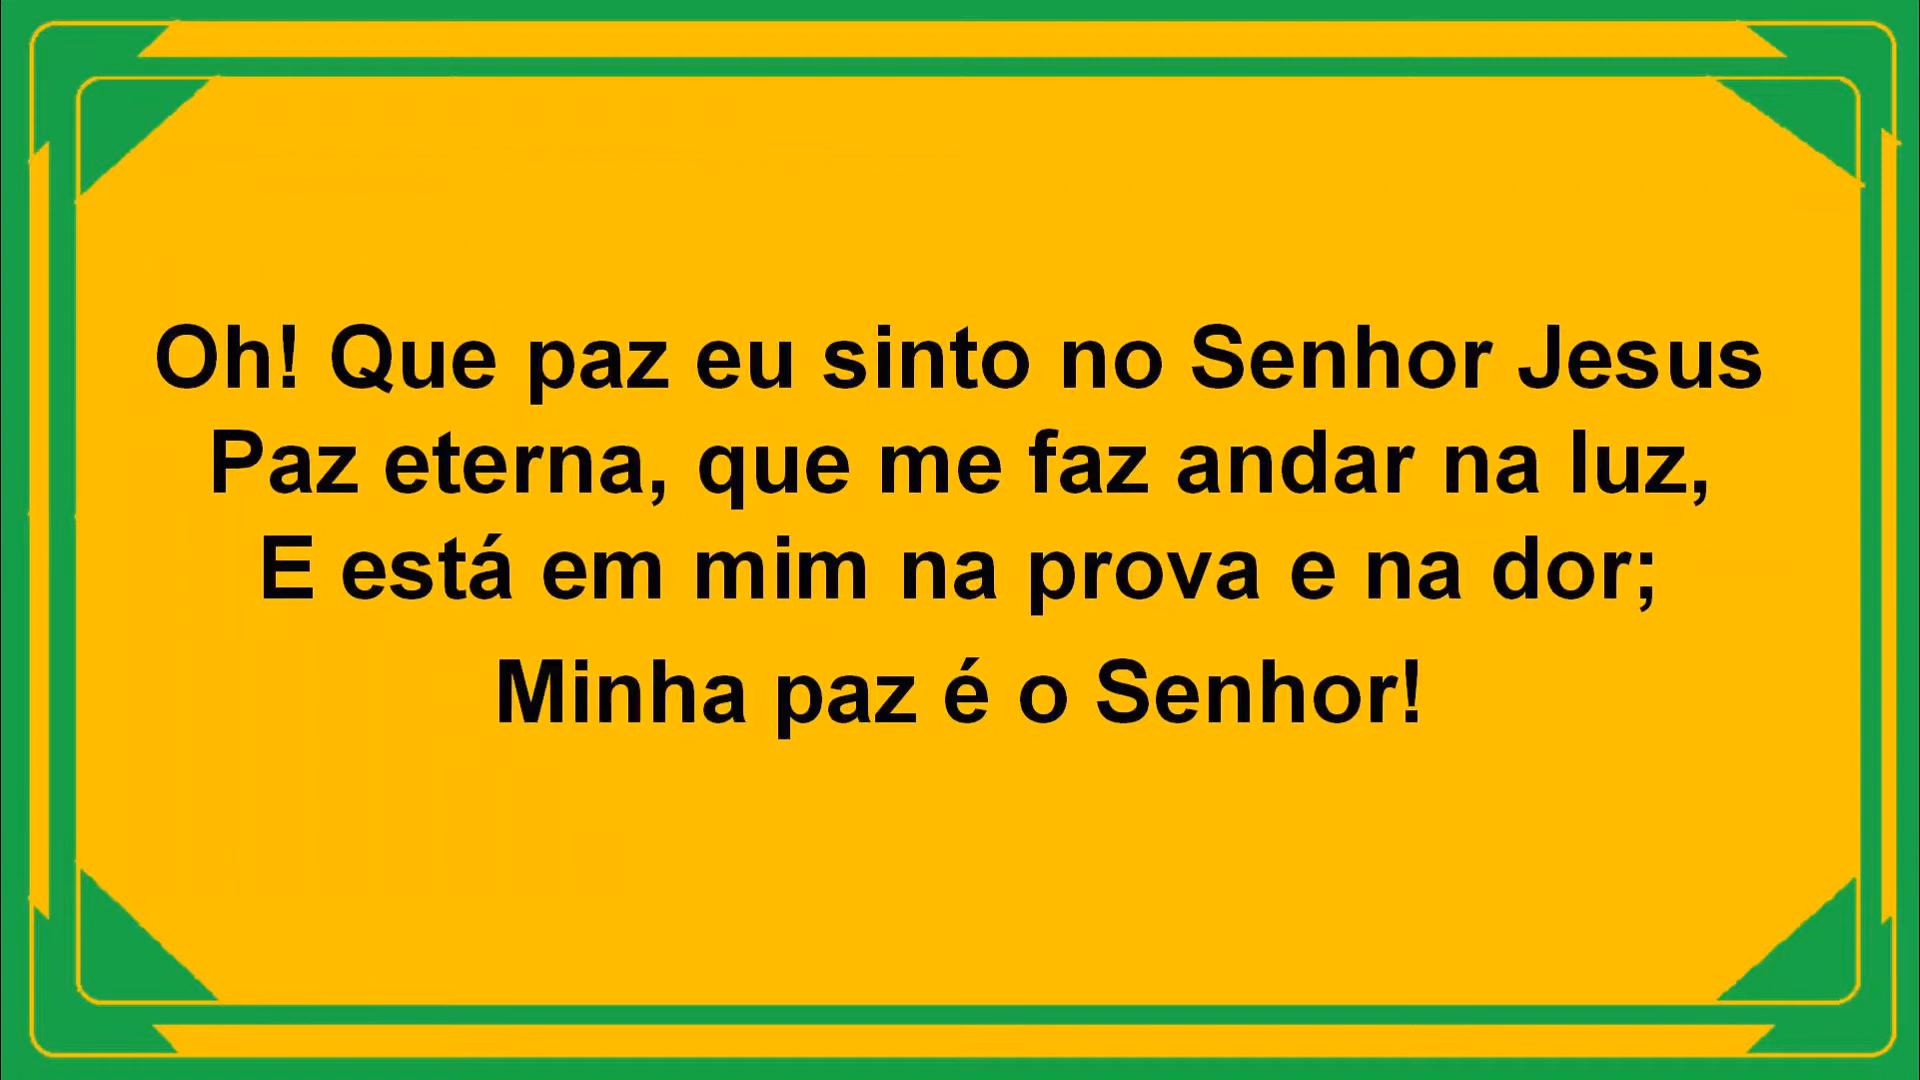 Oh! Que paz eu sinto no Senhor Jesus
Paz eterna, que me faz andar na luz,
E está em mim na prova e na dor;
Minha paz é o Senhor!